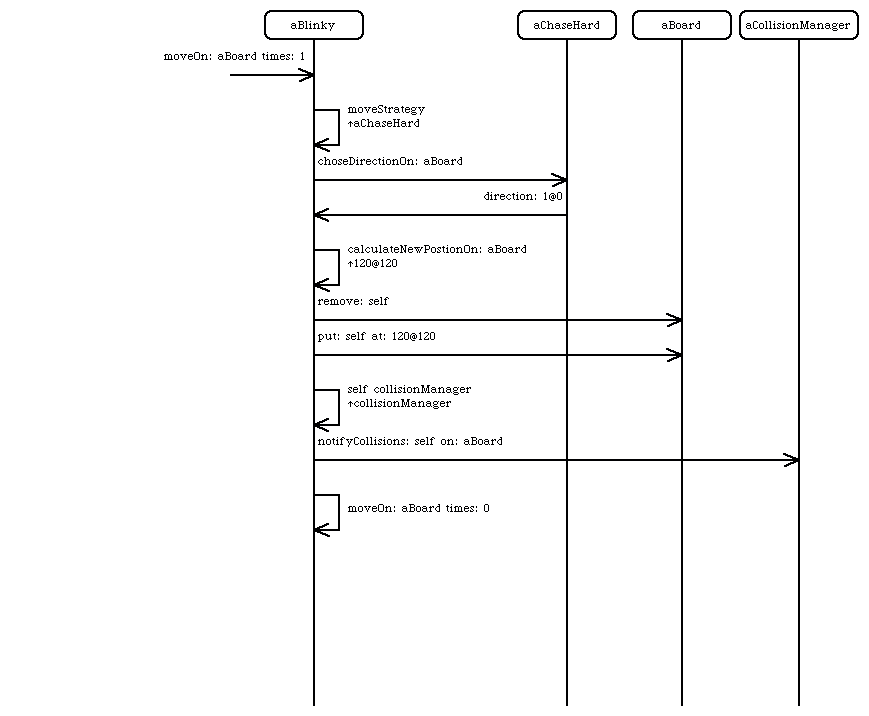 aBlinky
aChaseHard
aBoard
aCollisionManager
moveOn: aBoard times: 1
moveStrategy
↑aChaseHard
choseDirectionOn: aBoard
direction: 1@0
calculateNewPostionOn: aBoard
↑120@120
remove: self
put: self at: 120@120
self collisionManager
↑collisionManager
notifyCollisions: self on: aBoard
moveOn: aBoard times: 0